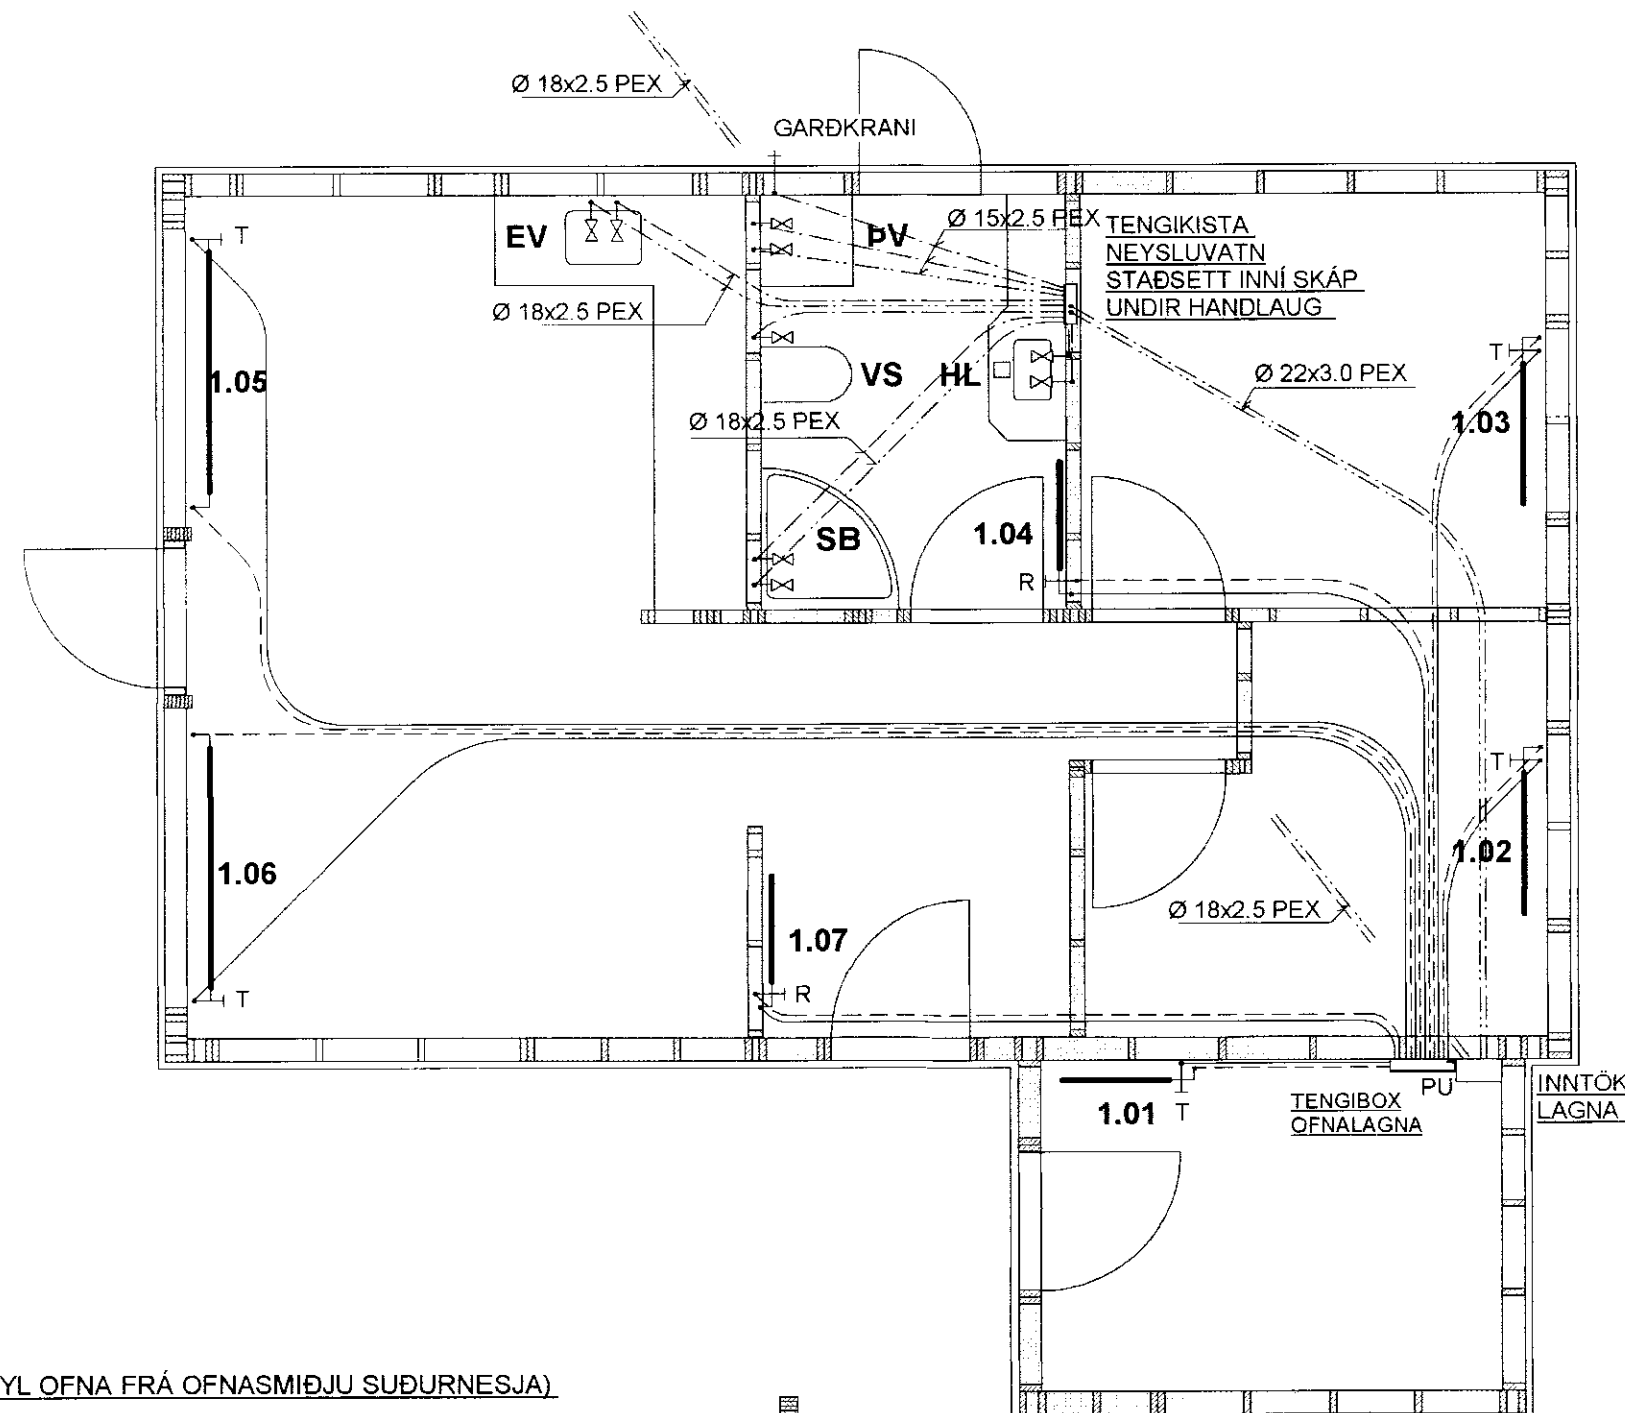 Ø 18x2.5 PEX
GARÐKRANI
EV
ÞV
Ø 15x2.5 PEX
TENGIKISTA
NEYSLUVATN
STAÐSETT INNÍ SKÁP
UNDIR HANDLAUG
T
Ø 18x2.5 PEX
T
1.05
VS
HL
Ø 22x3.0 PEX
Ø 18x2.5 PEX
1.03
SB
1.04
R
T
1.02
1.06
Ø 18x2.5 PEX
1.07
R
T
1.01
T
TENGIBOX
OFNALAGNA
INNTÖK
LAGNA
YL OFNA FRÁ OFNASMIÐJU SUÐURNESJA)